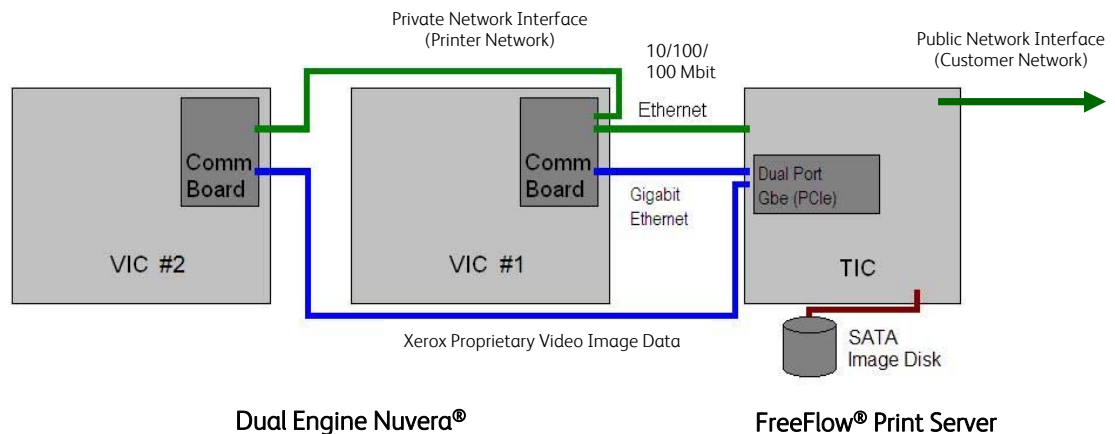 Private Network Interface
(Printer Network)
10/100/
100 Mbit
Public Network Interface
(Customer Network)
Ethernet
Comm
Board
Comm
Board
Dual Port
Gbe (PCIe)
Gigabit
Ethernet
VIC #2
VIC #1
TIC
Xerox Proprietary Video Image Data
SATA
Image Disk
Dual Engine Nuvera®
FreeFlow® Print Server